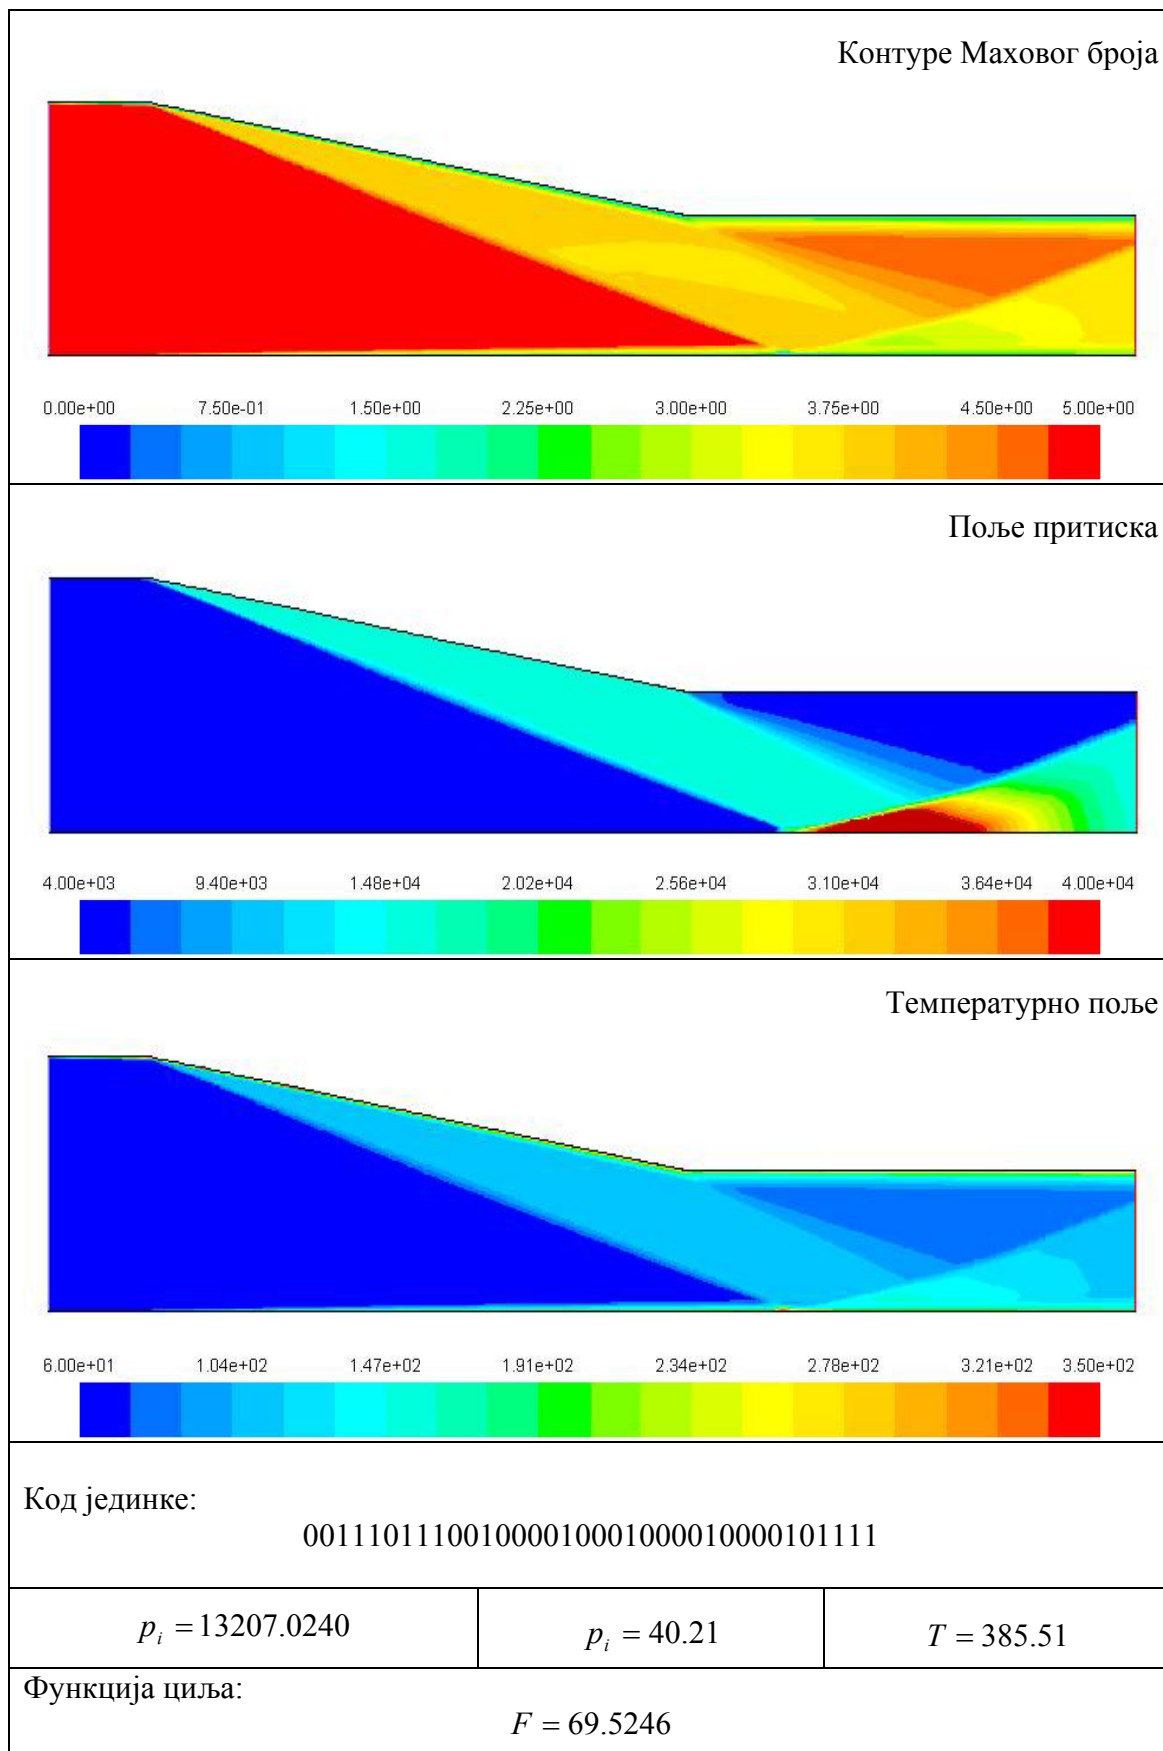 Контуре Маховог броја
0.00e+00 7.50e-01 1.50e+00 2.25e+00 3.00e+00 3.75e+00 4.50e+00 5.00e+00
Поље притиска
4.00e+03 9.40e+03 1.48e+04 2.02e+04 2.56e+04 3.10e+04 3.64e+04 4.00e+04
Температурно поље
6.00e+01 1.04e+02 1.47e+02 1.91e+02 2.34e+02 2.78e+02 3.21e+02 3.50e+02
Код јединке:
001110111001000010001000010000101111
p_i = 13207.0240 p_i = 40.21 T = 385.51
Функција циља:
F = 69.5246